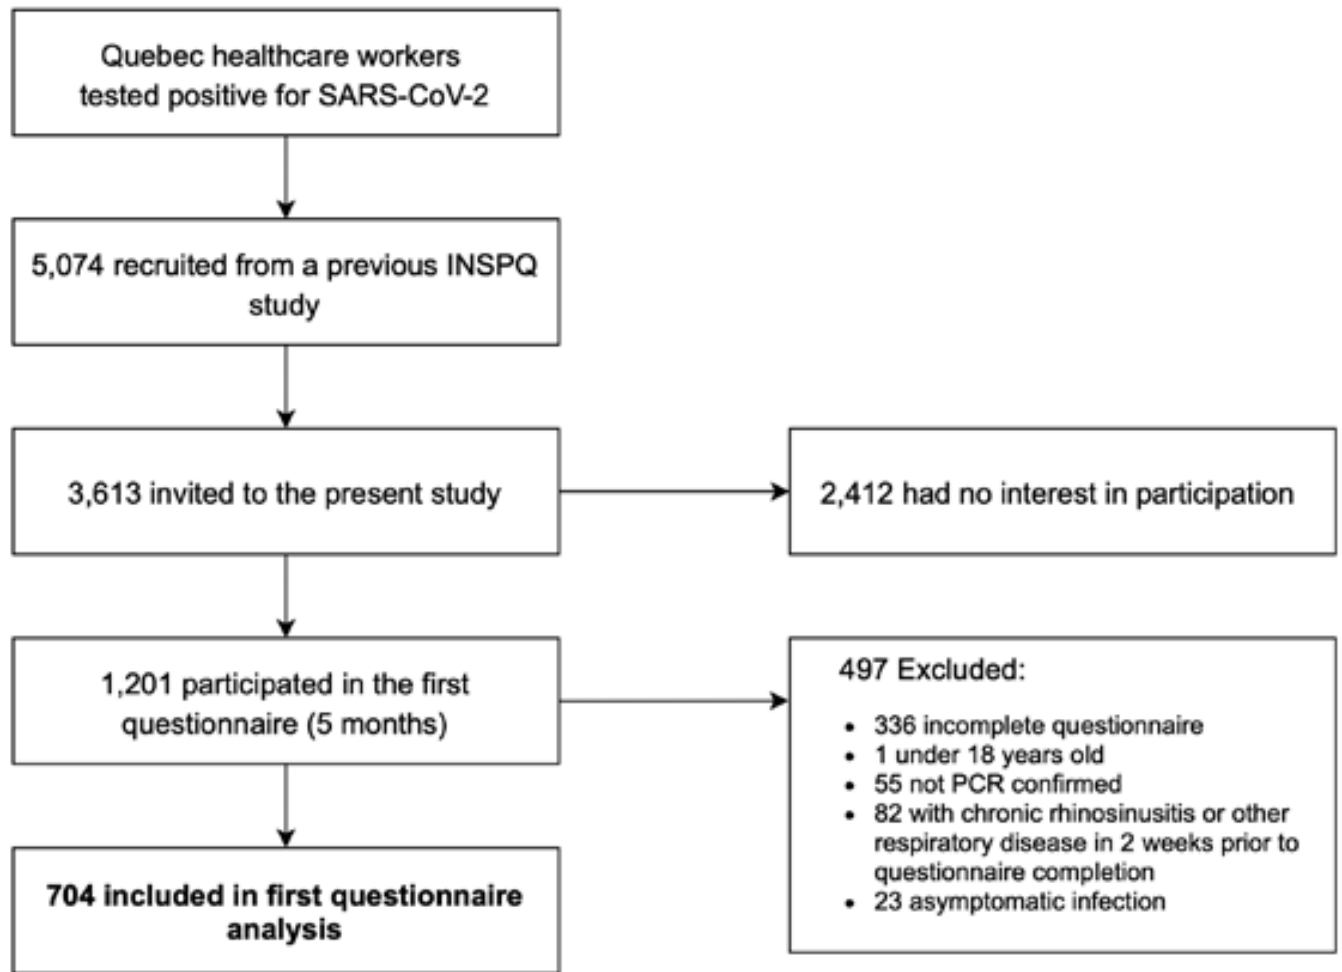 Quebec healthcare workers
tested positive for SARS-CoV-2
5,074 recruited from a previous INSPQ
study
3,613 invited to the present study
2,412 had no interest in participation
1,201 participated in the first
questionnaire (5 months)
497 Excluded:
• 336 incomplete questionnaire
• 1 under 18 years old
• 55 not PCR confirmed
• 82 with chronic rhinosinusitis or other
respiratory disease in 2 weeks prior to
questionnaire completion
• 23 asymptomatic infection
704 included in first questionnaire
analysis